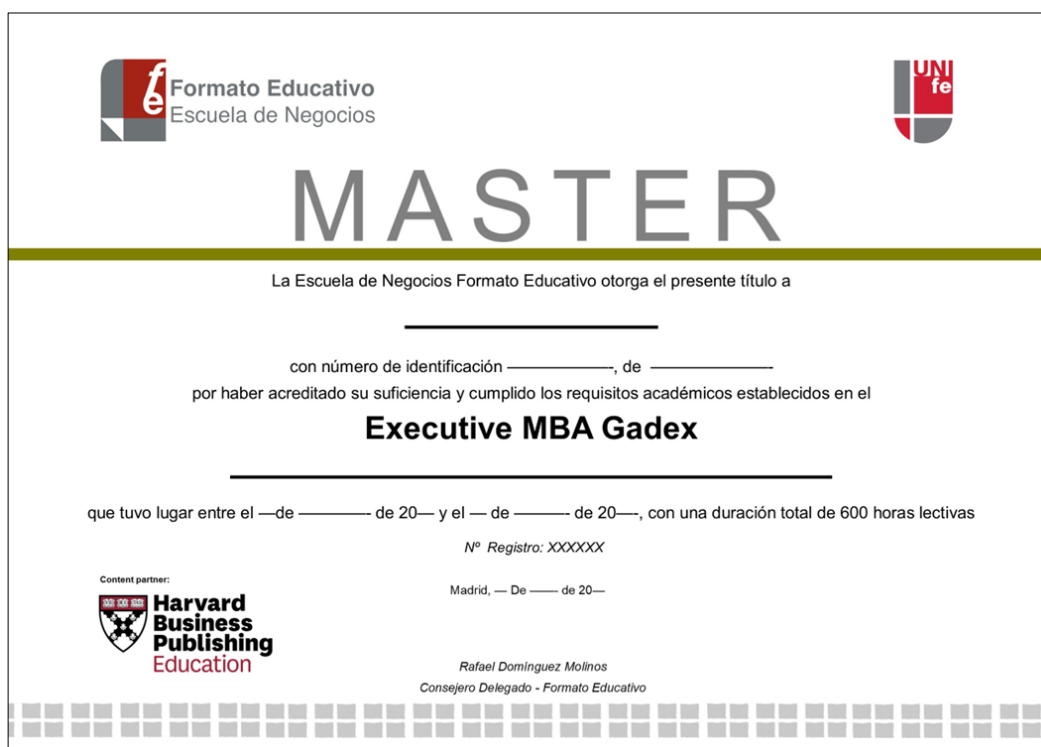 fe Formato Educativo
Escuela de Negocios
UNI
fe
MASTER
La Escuela de Negocios Formato Educativo otorga el presente título a
con número de identificación ——————-, de ———————-
por haber acreditado su suficiencia y cumplido los requisitos académicos establecidos en el
Executive MBA Gadex
que tuvo lugar entre el —de ————- de 20— y el — de ———- de 20—-, con una duración total de 600 horas lectivas
Nº Registro: XXXXXX
Madrid, — De —— de 20—
Content partner:
Harvard
Business
Publishing
Education
Rafael Domínguez Molinos
Consejero Delegado - Formato Educativo